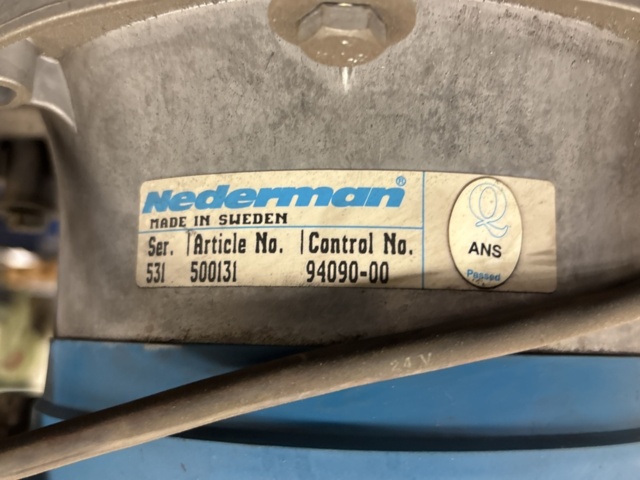 Nederman®
MADE IN SWEDEN
Ser. Article No. Control No.
531 500131 94090-00
Q
ANS
Passed
24 V